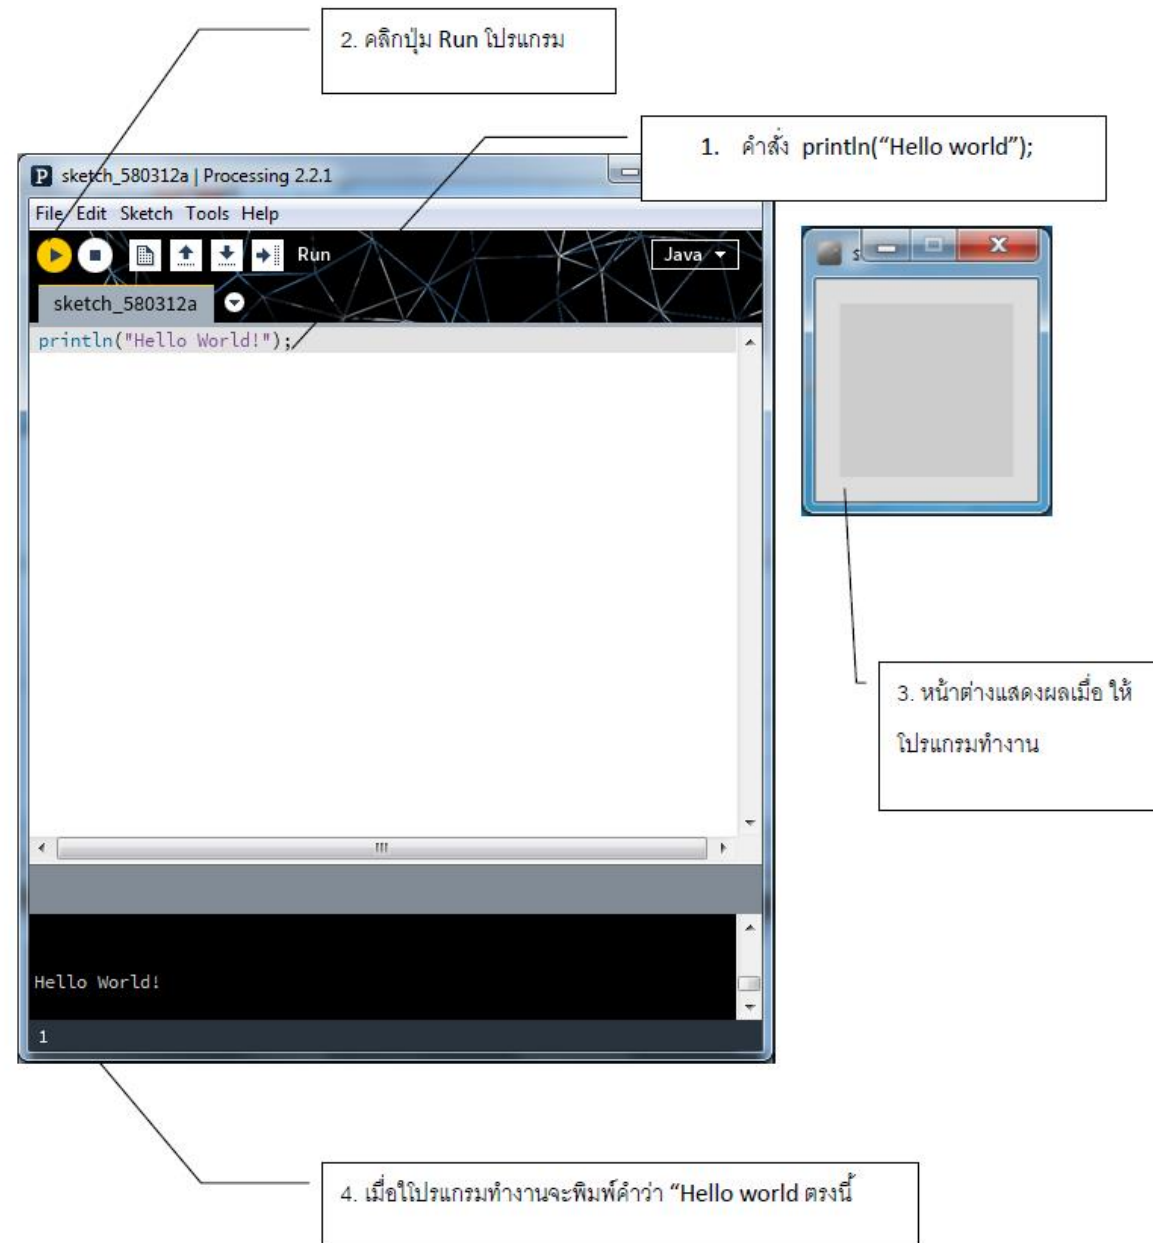 2. คลิกปุ่ม Run โปรแกรม
1. คำสั่ง println(“Hello world”);
sketch_580312a | Processing 2.2.1
File Edit Sketch Tools Help
Run
Java
sketch_580312a
println("Hello World!");
s
3. หน้าต่างแสดงผลเมื่อ ให้
โปรแกรมทำงาน
Hello World!
1
4. เมื่อใโปรแกรมทำงานจะพิมพ์คำว่า “Hello world ตรงนี้